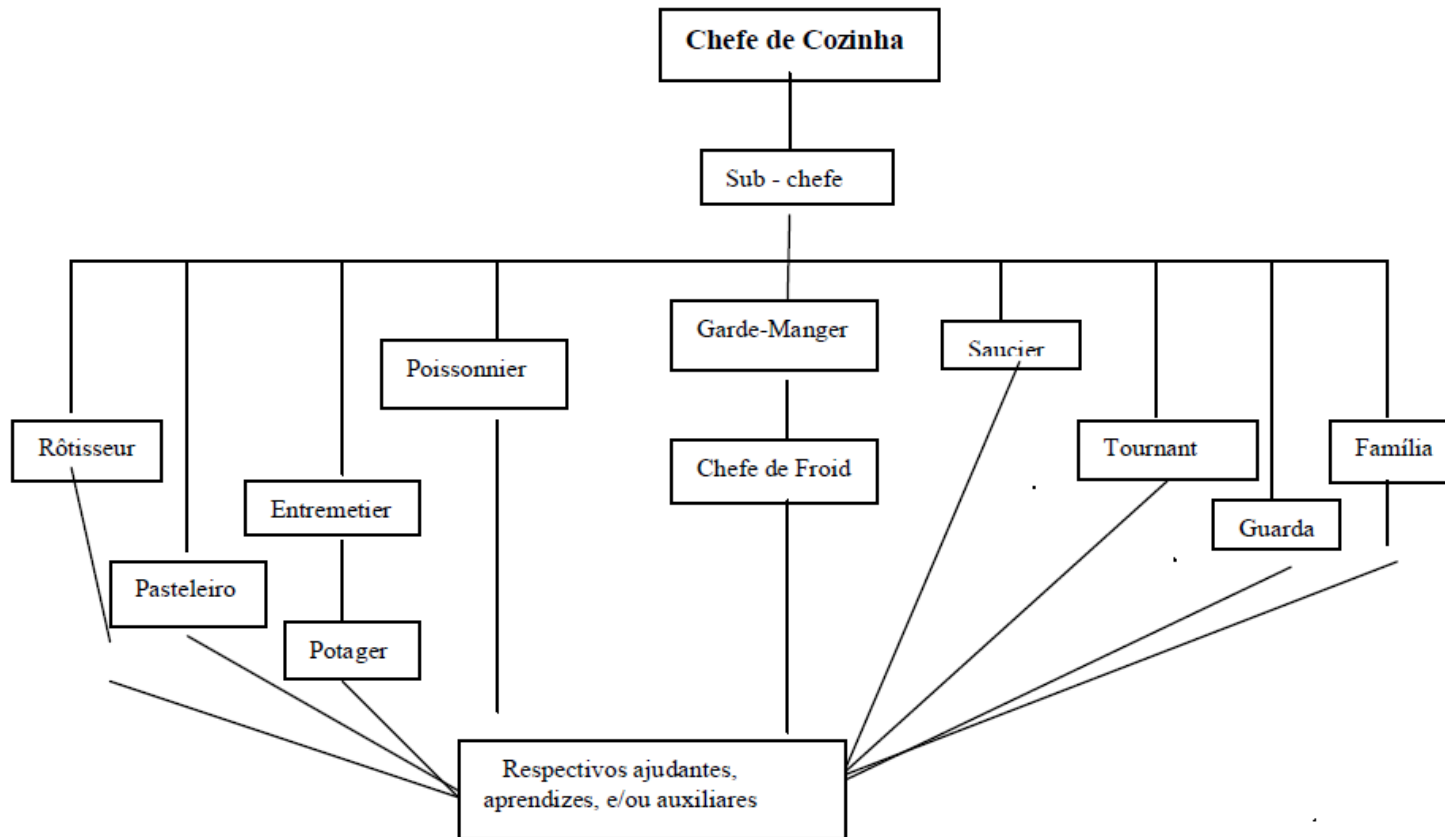 Chefe de Cozinha
Sub - chefe
Garde-Manger
Saucier
Poissonnier
Rôtisseur
Tournant
Família
Chefe de Froid
Entremetier
Guarda
Pasteleiro
Potager
Respectivos ajudantes,
aprendizes, e/ou auxiliares